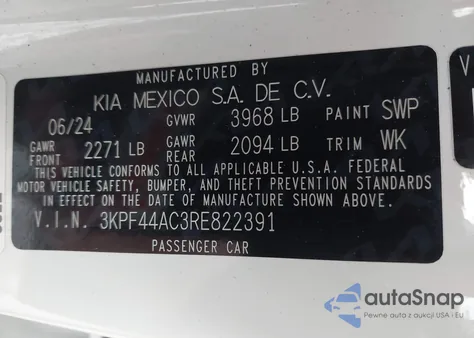 MANUFACTURED BY
KIA MEXICO S.A. DE C.V.
06/24 GVWR 3968 LB PAINT SWP
GAWR FRONT 2271 LB GAWR REAR 2094 LB TRIM WK
THIS VEHICLE CONFORMS TO ALL APPLICABLE U.S.A. FEDERAL
MOTOR VEHICLE SAFETY, BUMPER, AND THEFT PREVENTION STANDARDS
IN EFFECT ON THE DATE OF MANUFACTURE SHOWN ABOVE.
V.I.N. 3KPF44AC3RE822391
PASSENGER CAR
V
autoSnap
Pewne auta z aukcji USA i EU